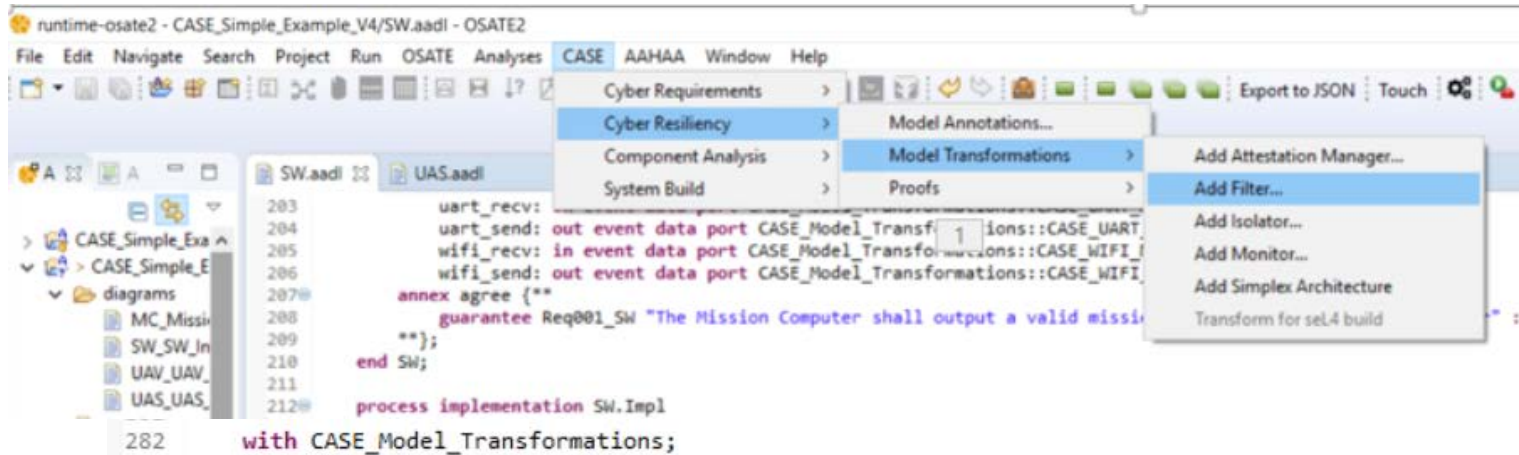 runtime-osate2 - CASE_Simple_Example_V4/SW.aadl - OSATE2
File Edit Navigate Search Project Run OSATE Analyses CASE AAHAA Window Help
Cyber Requirements >
Export to JSON Touch
Cyber Resiliency > Model Annotations...
Component Analysis > Model Transformations > Add Attestation Manager...
System Build > Proofs > Add Filter...
Add Isolator...
Add Monitor...
Add Simplex Architecture
Transform for seL4 build
A A SW.aadl UAS.aadl
> CASE_Simple_Exa
> CASE_Simple_E
diagrams
MC_Missi
SW_SW_In
UAV_UAV_
UAS_UAS_
203 uart_recv:
204 uart_send: out event data port CASE_Model_Transf 1 ions::CASE_UART_
205 wifi_recv: in event data port CASE_Model_Transfo ions::CASE_WIFI_
206 wifi_send: out event data port CASE_Model_Transformations::CASE_WIFI_
207 annex agree {**
208 guarantee Req001_SW "The Mission Computer shall output a valid missi " :
209 **};
210 end SW;
211
212 process implementation SW.Impl
282 with CASE_Model_Transformations;